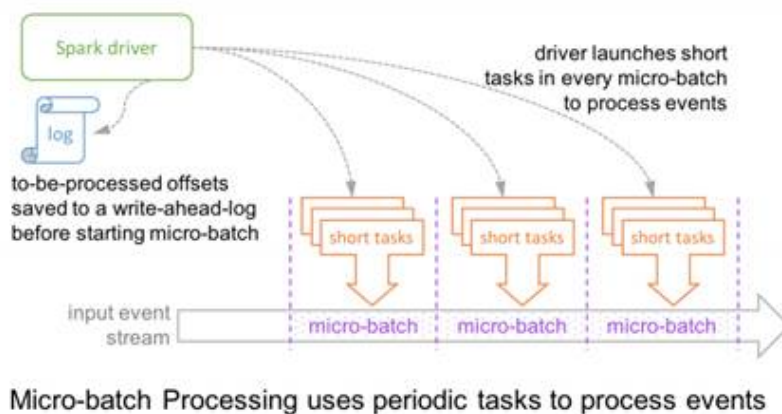 Spark driver
driver launches short
tasks in every micro-batch
to process events
log
to-be-processed offsets
saved to a write-ahead-log
before starting micro-batch
short tasks
short tasks
short tasks
input event
stream
micro-batch
micro-batch
micro-batch
Micro-batch Processing uses periodic tasks to process events